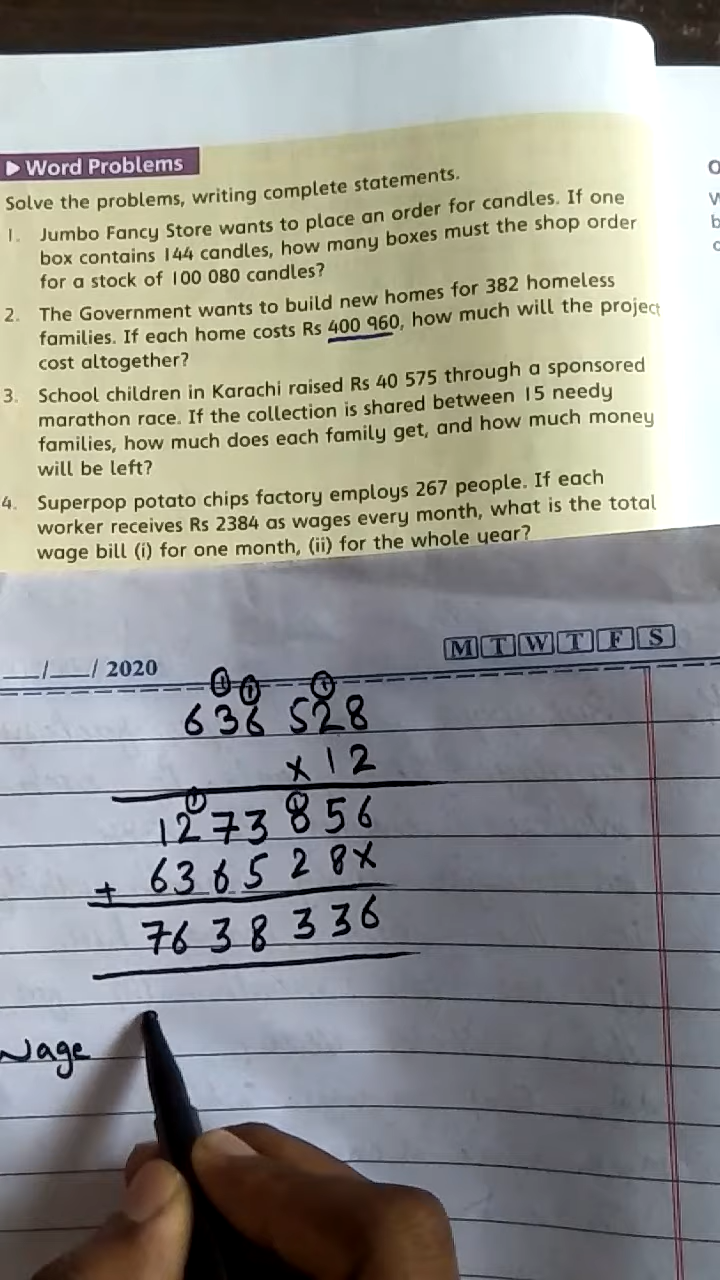 ▶ Word Problems
Solve the problems, writing complete statements.
1. Jumbo Fancy Store wants to place an order for candles. If one
box contains 144 candles, how many boxes must the shop order
for a stock of 100 080 candles?
2. The Government wants to build new homes for 382 homeless
families. If each home costs Rs 400 960, how much will the project
cost altogether?
3. School children in Karachi raised Rs 40 575 through a sponsored
marathon race. If the collection is shared between 15 needy
families, how much does each family get, and how much money
will be left?
4. Superpop potato chips factory employs 267 people. If each
worker receives Rs 2384 as wages every month, what is the total
wage bill (i) for one month, (ii) for the whole year?
__/__/ 2020 M T W T F S
636 528
x 12
1273 856
+ 6365 28x
7638 336
Wage